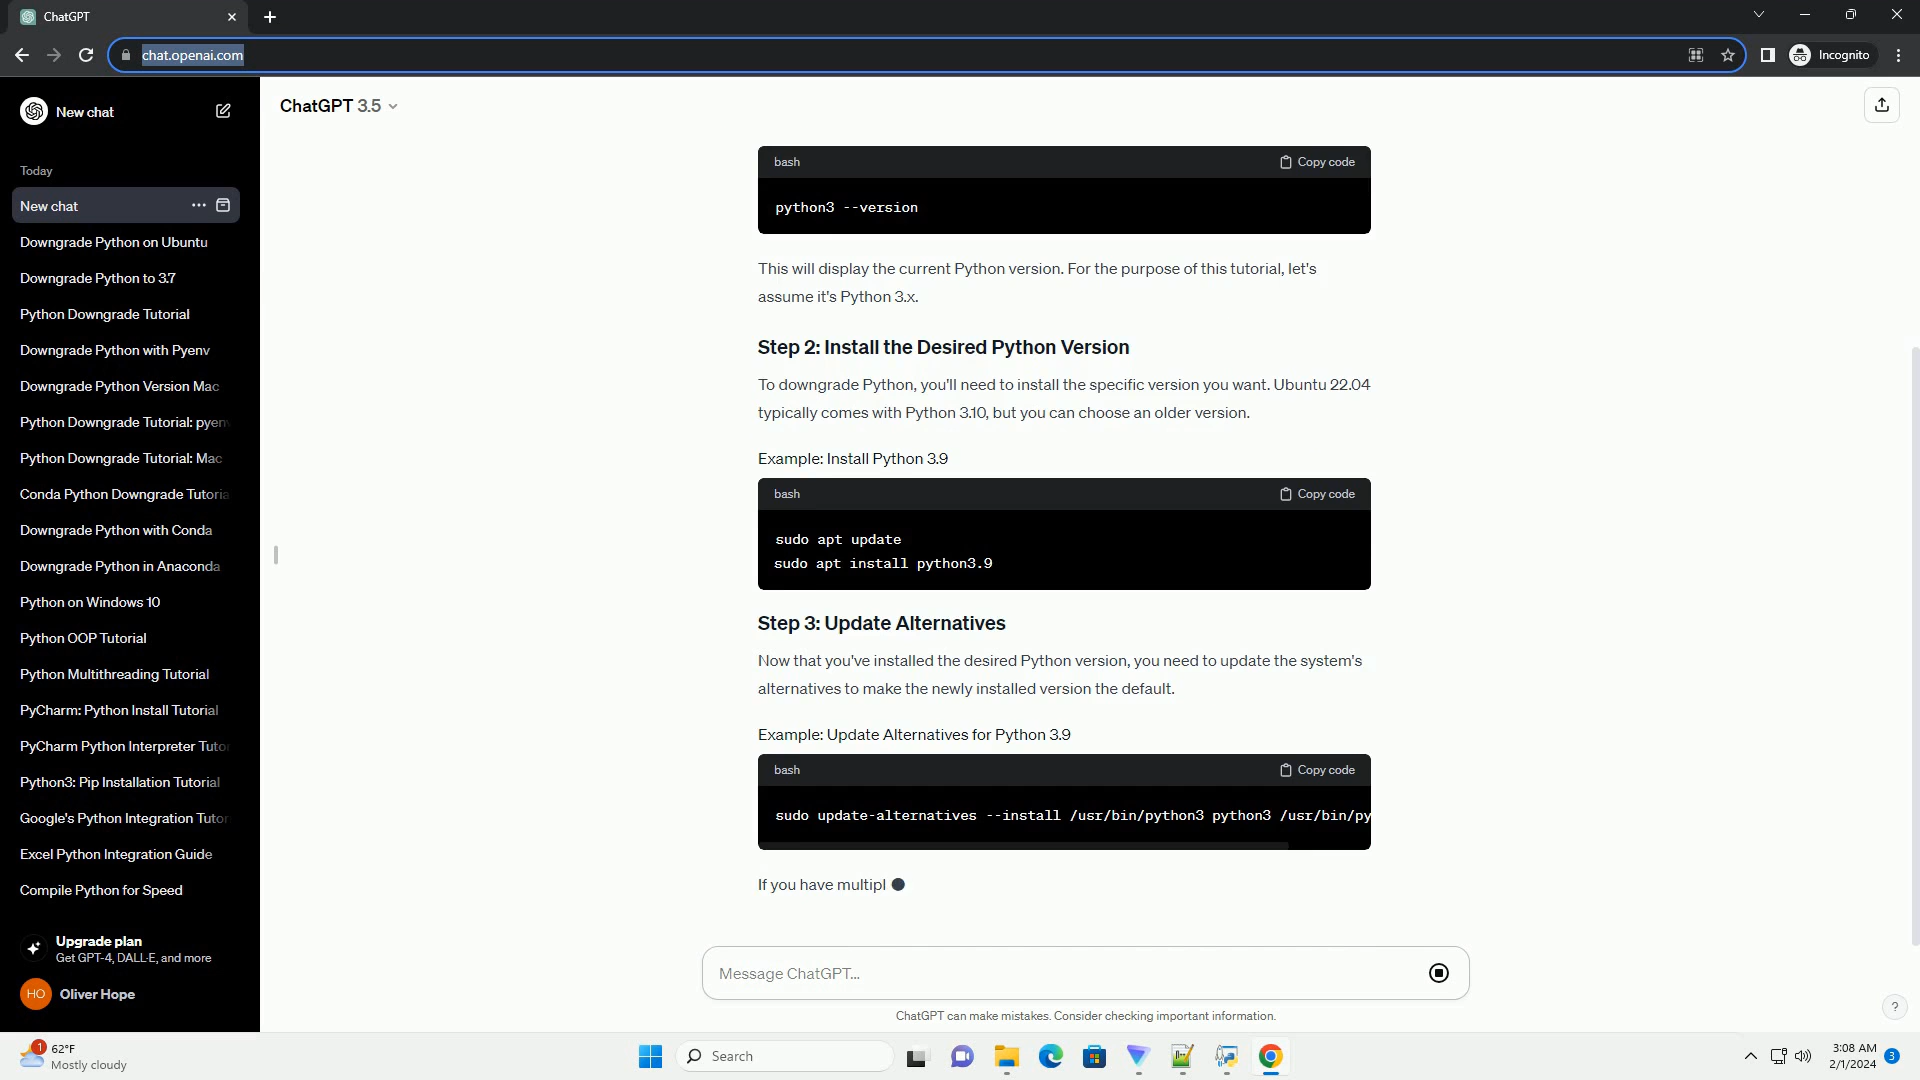 ChatGPT
chat.openai.com
Incognito
New chat
Today
New chat
Downgrade Python on Ubuntu
Downgrade Python to 3.7
Python Downgrade Tutorial
Downgrade Python with Pyenv
Downgrade Python Version Mac
Python Downgrade Tutorial: pyenv
Python Downgrade Tutorial: Mac
Conda Python Downgrade Tutoria
Downgrade Python with Conda
Downgrade Python in Anaconda
Python on Windows 10
Python OOP Tutorial
Python Multithreading Tutorial
PyCharm: Python Install Tutorial
PyCharm Python Interpreter Tutor
Python3: Pip Installation Tutorial
Google's Python Integration Tutor
Excel Python Integration Guide
Compile Python for Speed
Upgrade plan
Get GPT-4, DALL·E, and more
HO
Oliver Hope
ChatGPT 3.5
bash
Copy code
python3 --version
This will display the current Python version. For the purpose of this tutorial, let's
assume it's Python 3.x.
Step 2: Install the Desired Python Version
To downgrade Python, you'll need to install the specific version you want. Ubuntu 22.04
typically comes with Python 3.10, but you can choose an older version.
Example: Install Python 3.9
bash
Copy code
sudo apt update
sudo apt install python3.9
Step 3: Update Alternatives
Now that you've installed the desired Python version, you need to update the system's
alternatives to make the newly installed version the default.
Example: Update Alternatives for Python 3.9
bash
Copy code
sudo update-alternatives --install /usr/bin/python3 python3 /usr/bin/py
If you have multipl
Message ChatGPT...
ChatGPT can make mistakes. Consider checking important information.
?
1
62°F
Mostly cloudy
Search
3:08 AM
2/1/2024
3